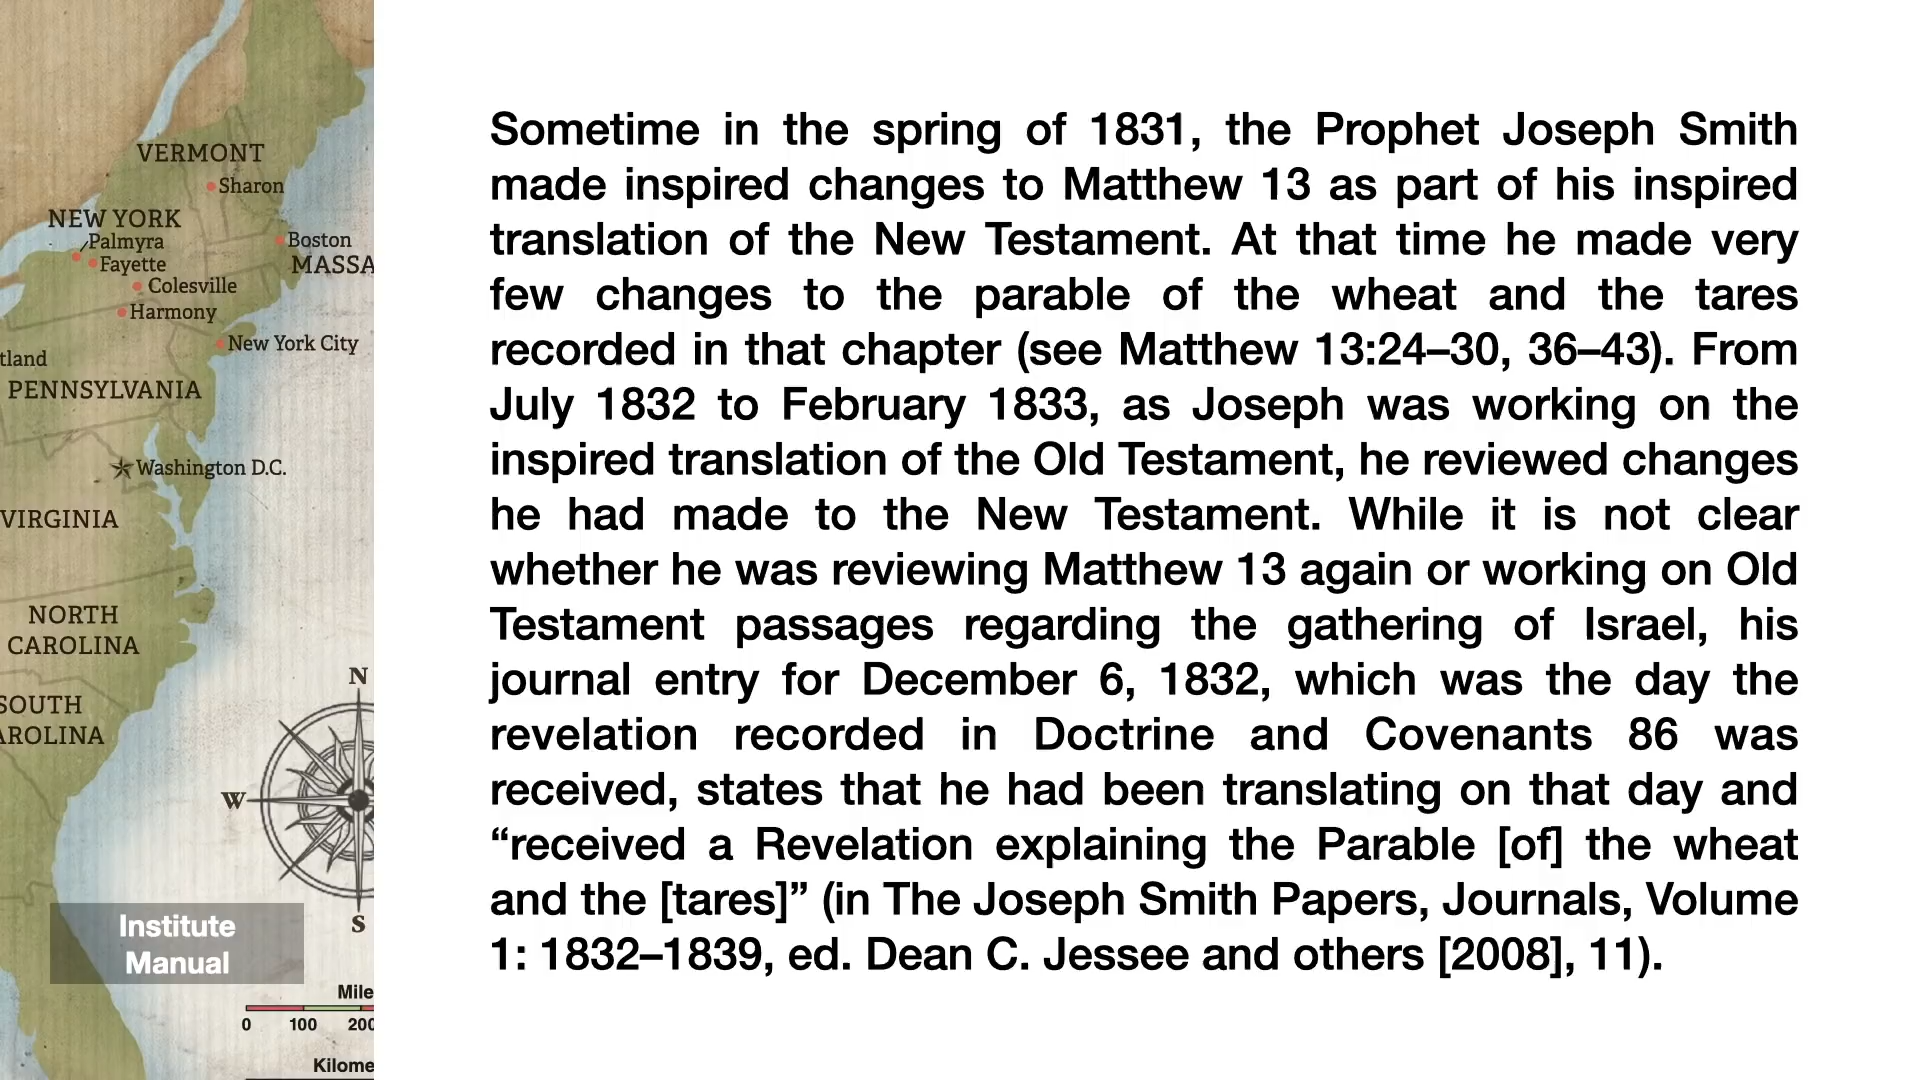 VERMONT
Sharon
NEW YORK
Palmyra
Boston
Fayette
MASSA
Colesville
Harmony
New York City
tland
PENNSYLVANIA
Washington D.C.
VIRGINIA
NORTH
CAROLINA
SOUTH
AROLINA
N
W
S
Institute
Manual
Mile
0 100 200
Kilome
Sometime in the spring of 1831, the Prophet Joseph Smith
made inspired changes to Matthew 13 as part of his inspired
translation of the New Testament. At that time he made very
few changes to the parable of the wheat and the tares
recorded in that chapter (see Matthew 13:24–30, 36–43). From
July 1832 to February 1833, as Joseph was working on the
inspired translation of the Old Testament, he reviewed changes
he had made to the New Testament. While it is not clear
whether he was reviewing Matthew 13 again or working on Old
Testament passages regarding the gathering of Israel, his
journal entry for December 6, 1832, which was the day the
revelation recorded in Doctrine and Covenants 86 was
received, states that he had been translating on that day and
“received a Revelation explaining the Parable [of] the wheat
and the [tares]” (in The Joseph Smith Papers, Journals, Volume
1: 1832–1839, ed. Dean C. Jessee and others [2008], 11).